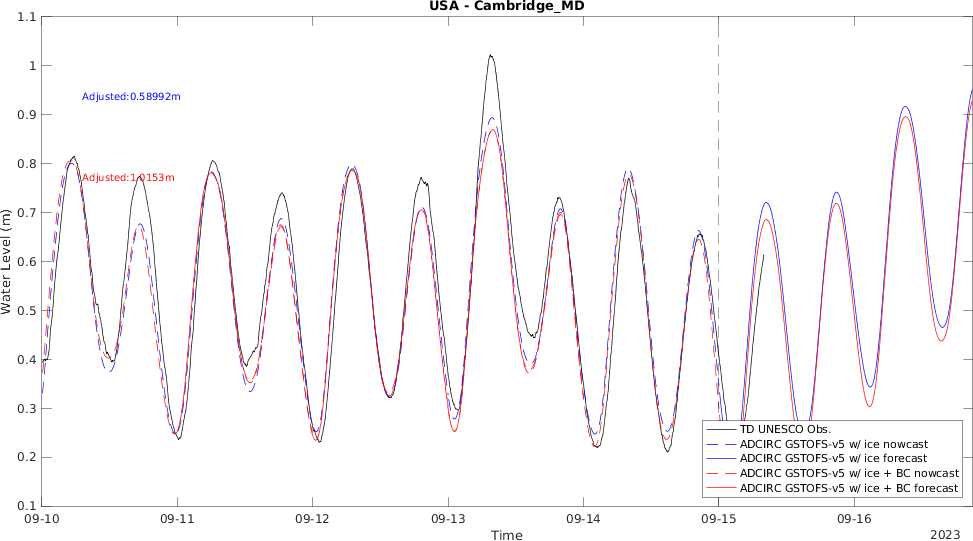 USA - Cambridge_MD
1.1
1
0.9
0.8
0.7
0.6
0.5
0.4
0.3
0.2
0.1
Water Level (m)
Adjusted:0.58992m
Adjusted:1.0153m
TD UNESCO Obs.
ADCIRC GSTOFS-v5 w/ ice nowcast
ADCIRC GSTOFS-v5 w/ ice forecast
ADCIRC GSTOFS-v5 w/ ice + BC nowcast
ADCIRC GSTOFS-v5 w/ ice + BC forecast
09-10 09-11 09-12 09-13 09-14 09-15 09-16
Time
2023